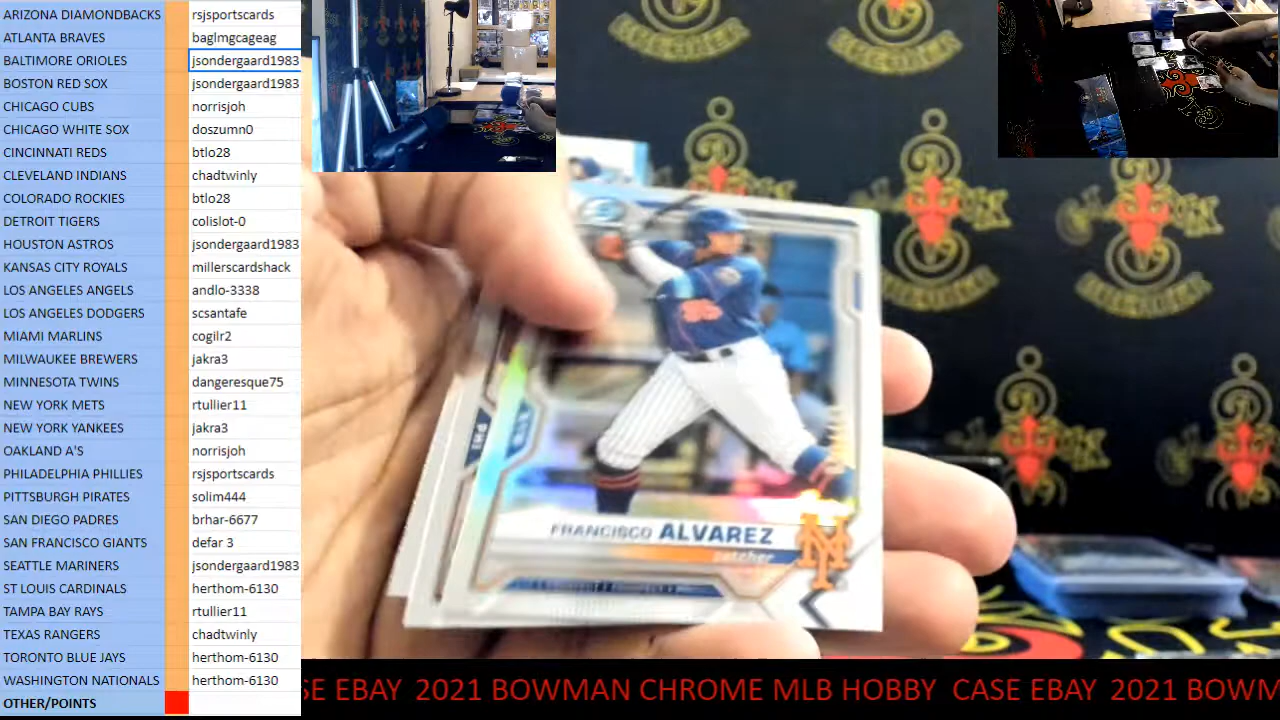 ARIZONA DIAMONDBACKS rsjsportscards
ATLANTA BRAVES baglmgcageag
BALTIMORE ORIOLES jsondergaard1983
BOSTON RED SOX jsondergaard1983
CHICAGO CUBS norrisjoh
CHICAGO WHITE SOX doszumn0
CINCINNATI REDS btlo28
CLEVELAND INDIANS chadtwinly
COLORADO ROCKIES btlo28
DETROIT TIGERS colislot-0
HOUSTON ASTROS jsondergaard1983
KANSAS CITY ROYALS millerscardshack
LOS ANGELES ANGELS andlo-3338
LOS ANGELES DODGERS scsantafe
MIAMI MARLINS cogilr2
MILWAUKEE BREWERS jakra3
MINNESOTA TWINS dangeresque75
NEW YORK METS rtullier11
NEW YORK YANKEES jakra3
OAKLAND A'S norrisjoh
PHILADELPHIA PHILLIES rsjsportscards
PITTSBURGH PIRATES solim444
SAN DIEGO PADRES brhar-6677
SAN FRANZISCO GIANTS defar 3
SEATTLE MARINERS jsondergaard1983
ST LOUIS CARDINALS herthom-6130
TAMPA BAY RAYS rtullier11
TEXAS RANGERS chadtwinly
TORONTO BLUE JAYS herthom-6130
WASHINGTON NATIONALS herthom-6130
OTHER/POINTS
FRANCISCO ALVAREZ
catcher
NY
SE EBAY 2021 BOWMAN CHROME MLB HOBBY CASE EBAY 2021 BOWM